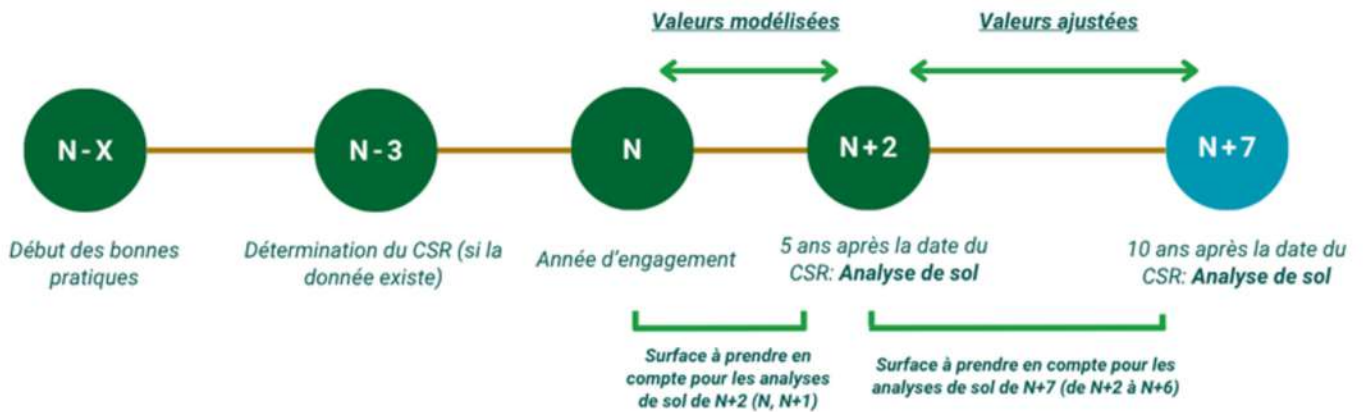 Valeurs modélisées
Valeurs ajustées
N-X
N-3
N
N+2
N+7
Début des bonnes
pratiques
Détermination du CSR (si la
donnée existe)
Année d'engagement
5 ans après la date du
CSR: Analyse de sol
10 ans après la date du
CSR: Analyse de sol
Surface à prendre en
compte pour les analyses
de sol de N+2 (N, N+1)
Surface à prendre en compte pour les
analyses de sol de N+7 (de N+2 à N+6)